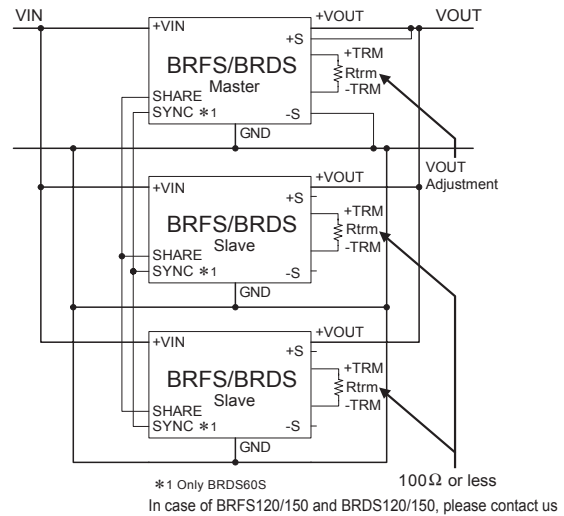 VIN
+VOUT
VOUT
+VIN
+S
BRFS/BRDS
Master
+TRM
Rtrm
-TRM
SHARE
SYNC ∗1
-S
GND
VOUT
Adjustment
+VIN
+VOUT
+S
BRFS/BRDS
Slave
+TRM
Rtrm
-TRM
SHARE
SYNC ∗1
-S
GND
+VIN
+VOUT
+S
BRFS/BRDS
Slave
+TRM
Rtrm
-TRM
SHARE
SYNC ∗1
-S
GND
∗1 Only BRDS60S
100Ω or less
In case of BRFS120/150 and BRDS120/150, please contact us